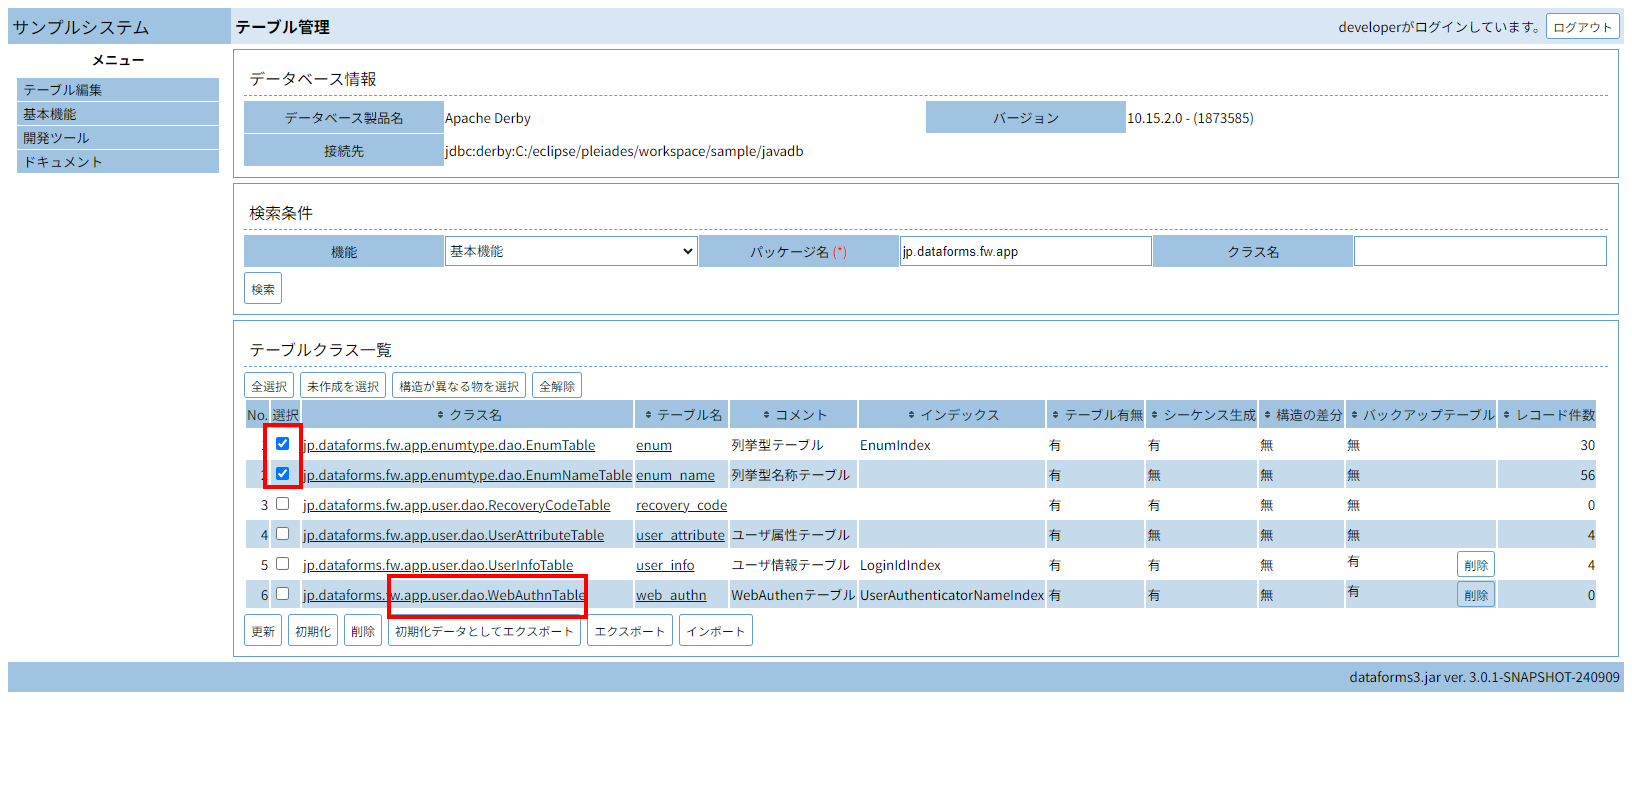 サンプルシステム
テーブル管理
developerがログインしています。 ログアウト
メニュー
テーブル編集
基本機能
開発ツール
ドキュメント
データベース情報
データベース製品名 Apache Derby バージョン 10.15.2.0 - (1873585)
接続先 jdbc:derby:C:/eclipse/pleiades/workspace/sample/javadb
検索条件
機能 基本機能 パッケージ名 (*) jp.dataforms.fw.app クラス名
検索
テーブルクラス一覧
全選択 未作成を選択 構造が異なる物を選択 全解除
No. 選択 クラス名 テーブル名 コメント インデックス テーブル有無 シーケンス生成 構造の差分 バックアップテーブル レコード件数
jp.dataforms.fw.app.enumtype.dao.EnumTable enum 列挙型テーブル EnumIndex 有 有 無 無 30
2 jp.dataforms.fw.app.enumtype.dao.EnumNameTable enum_name 列挙型名称テーブル 有 無 無 無 56
3 jp.dataforms.fw.app.user.dao.RecoveryCodeTable recovery_code 有 有 無 無 0
4 jp.dataforms.fw.app.user.dao.UserAttributeTable user_attribute ユーザ属性テーブル 有 無 無 無 4
5 jp.dataforms.fw.app.user.dao.UserInfoTable user_info ユーザ情報テーブル LoginIdIndex 有 有 無 有 削除 4
6 jp.dataforms.fw.app.user.dao.WebAuthnTable web_authn WebAuthenテーブル UserAuthenticatorNameIndex 有 有 無 有 削除 0
更新 初期化 削除 初期化データとしてエクスポート エクスポート インポート
dataforms3.jar ver. 3.0.1-SNAPSHOT-240909